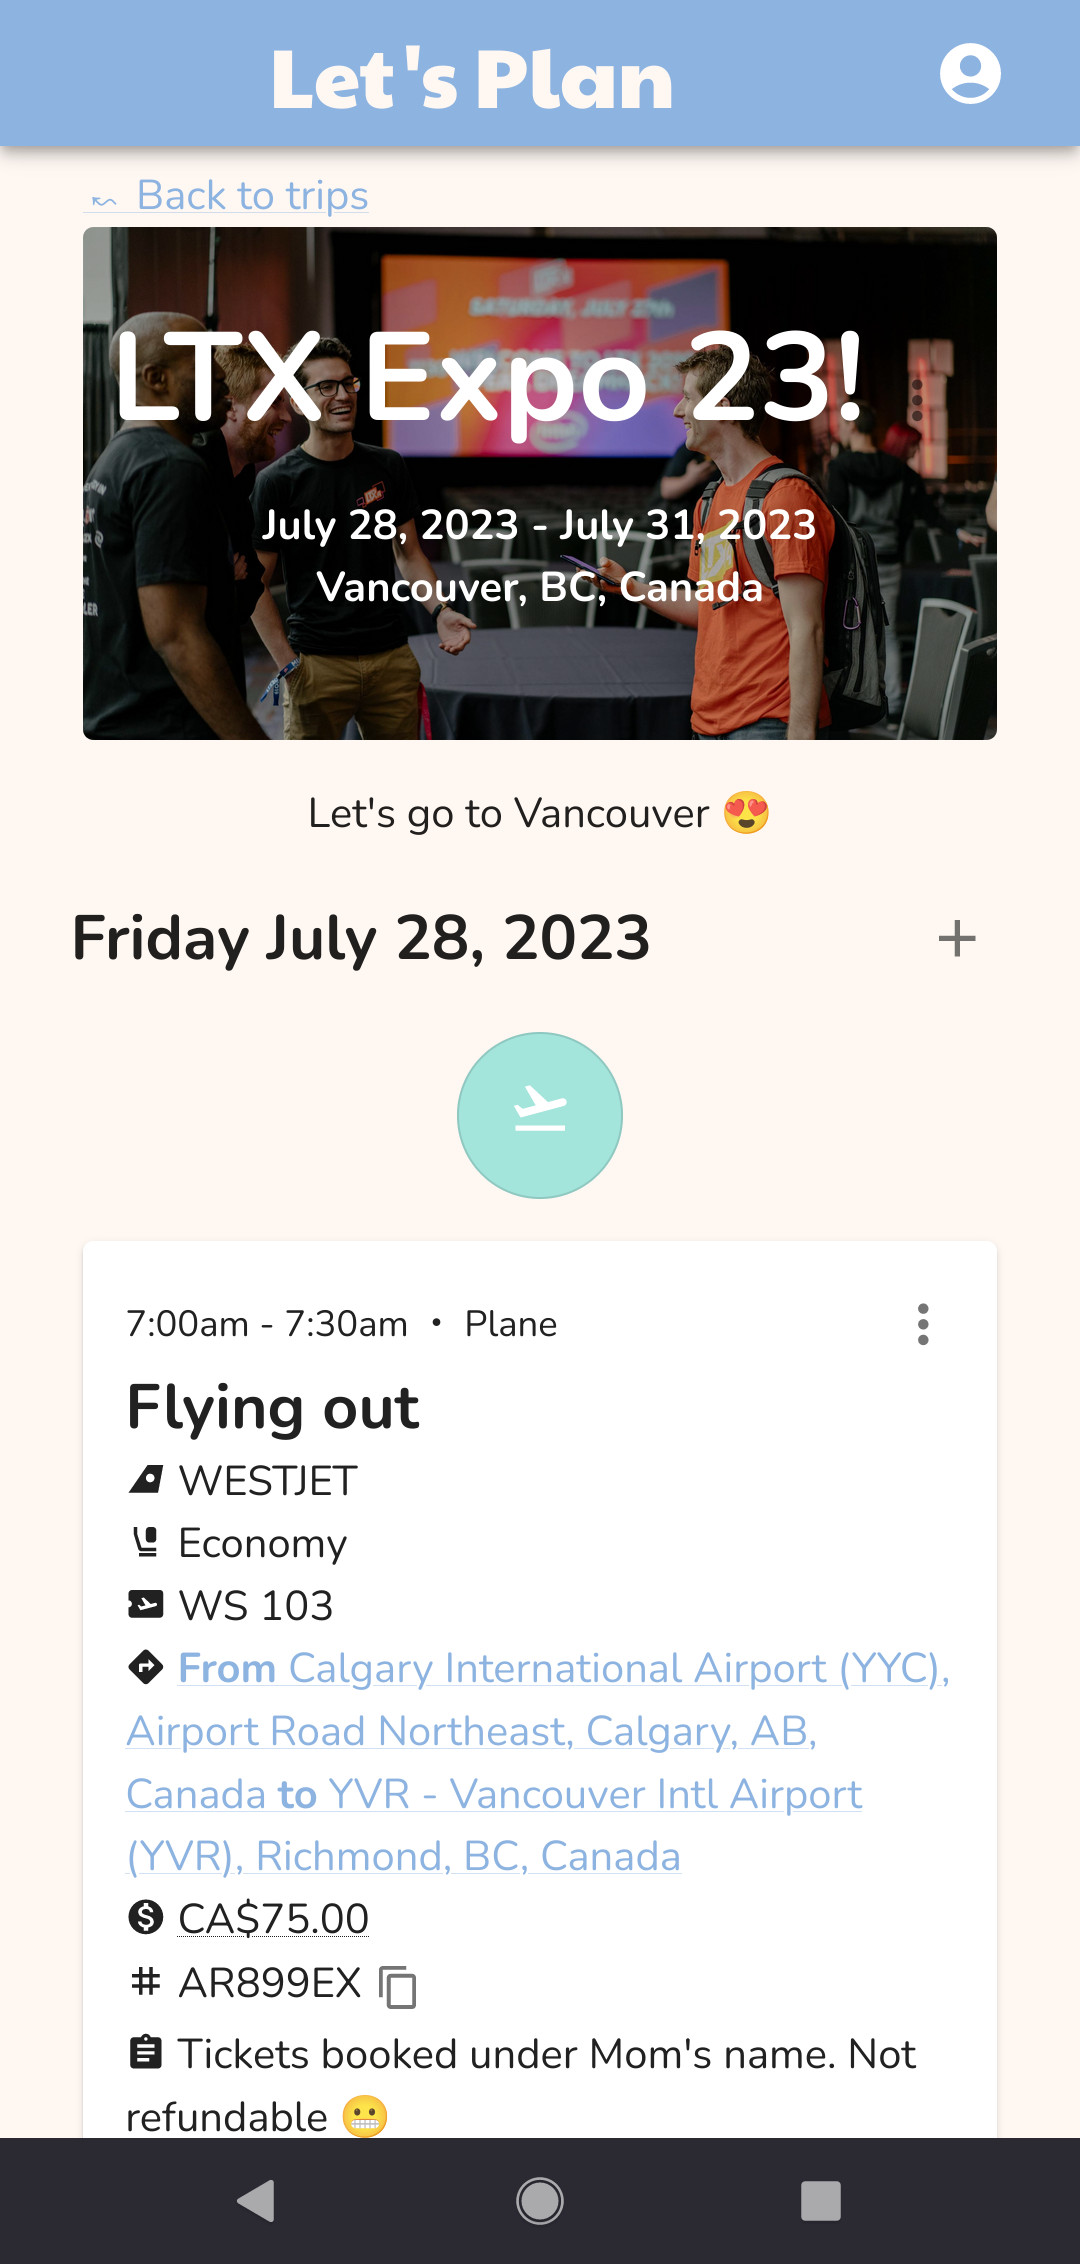 Let's Plan
Back to trips
SATURDAY, JULY 27th
LTX Expo 23!
July 28, 2023 - July 31, 2023
Vancouver, BC, Canada
Let's go to Vancouver 😍
Friday July 28, 2023
7:00am - 7:30am • Plane
Flying out
WESTJET
Economy
WS 103
From Calgary International Airport (YYC),
Airport Road Northeast, Calgary, AB,
Canada to YVR - Vancouver Intl Airport
(YVR), Richmond, BC, Canada
CA$75.00
# AR899EX
Tickets booked under Mom's name. Not
refundable 😬